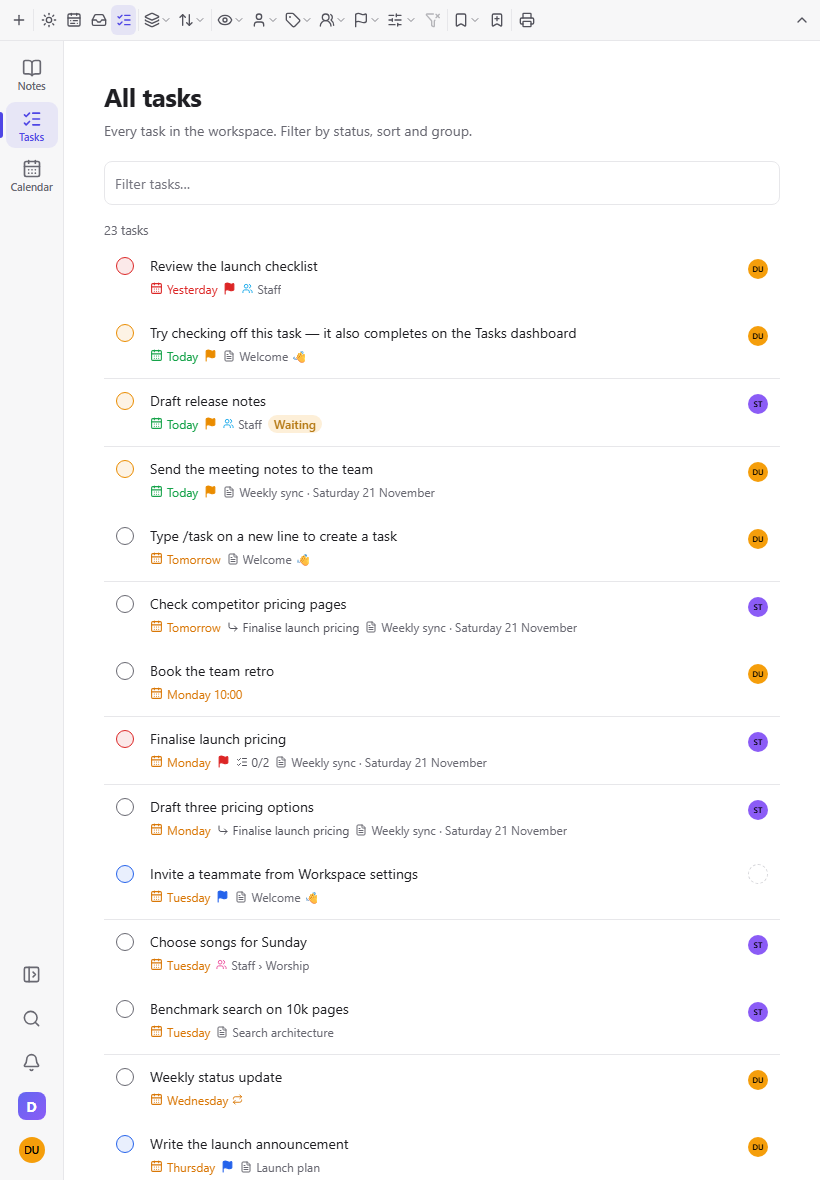 Notes
Tasks
Calendar
D
DU
All tasks
Every task in the workspace. Filter by status, sort and group.
Filter tasks...
23 tasks
Review the launch checklist
DU
Yesterday Staff
Try checking off this task — it also completes on the Tasks dashboard
DU
Today Welcome 👋
Draft release notes
ST
Today Staff Waiting
Send the meeting notes to the team
DU
Today Weekly sync · Saturday 21 November
Type /task on a new line to create a task
DU
Tomorrow Welcome 👋
Check competitor pricing pages
ST
Tomorrow Finalise launch pricing Weekly sync · Saturday 21 November
Book the team retro
DU
Monday 10:00
Finalise launch pricing
ST
Monday 0/2 Weekly sync · Saturday 21 November
Draft three pricing options
ST
Monday Finalise launch pricing Weekly sync · Saturday 21 November
Invite a teammate from Workspace settings
Tuesday Welcome 👋
Choose songs for Sunday
ST
Tuesday Staff › Worship
Benchmark search on 10k pages
ST
Tuesday Search architecture
Weekly status update
DU
Wednesday
Write the launch announcement
DU
Thursday Launch plan